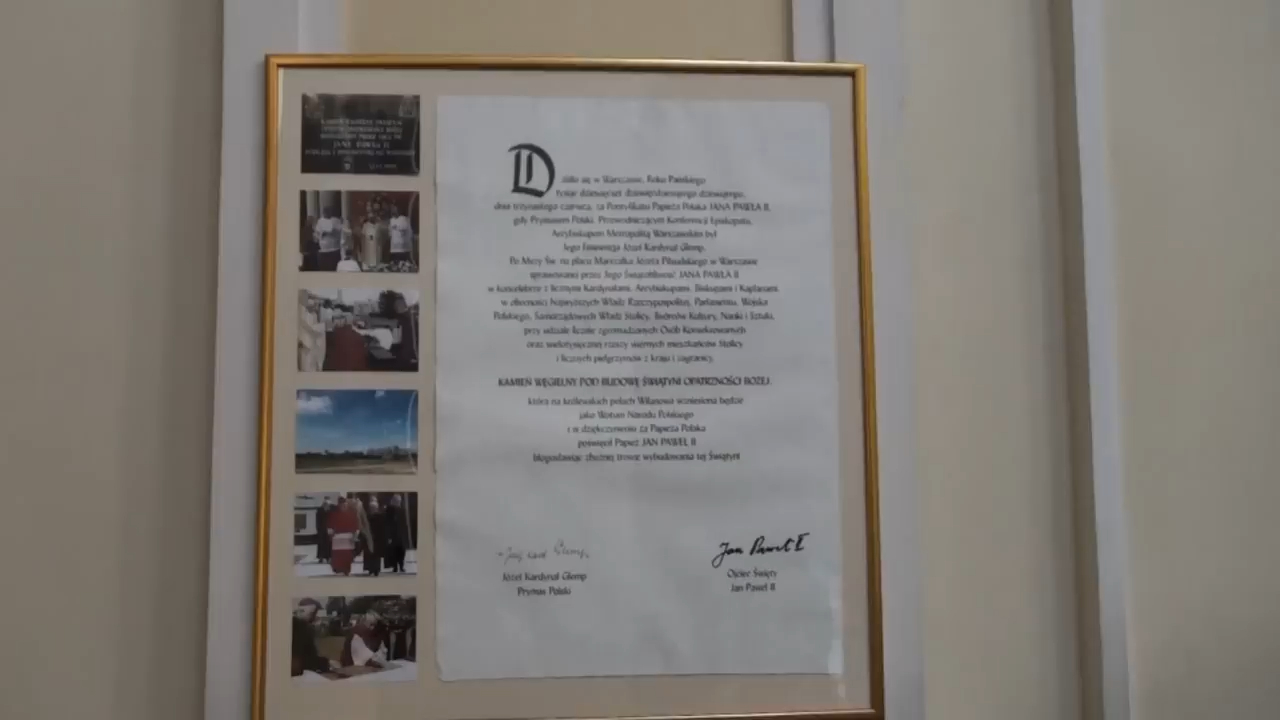 KAMIEŃ WĘGIELNY
JANA PAWŁA II
Działo się w Warszawie, Roku Pańskiego
tysiąc dziewięćset dziewięćdziesiątego dziewiątego,
dnia trzynastego czerwca, za Pontyfikatu Papieża Polaka JANA PAWŁA II,
gdy Prymasem Polski, Przewodniczącym Konferencji Episkopatu,
Arcybiskupem Metropolitą Warszawskim był
Jego Eminencja Józef Kardynał Glemp,
Po Mszy Św. na placu Marszałka Józefa Piłsudskiego w Warszawie
sprawowanej przez Jego Świątobliwość JANA PAWŁA II
w koncelebrze z licznymi Kardynałami, Arcybiskupami, Biskupami i Kapłanami,
w obecności Najwyższych Władz Rzeczypospolitej, Parlamentu, Wojska
Polskiego, Samorządowych Władz Stolicy, Twórców Kultury, Nauki i Sztuki,
przy udziale licznie zgromadzonych Osób Konsekrowanych
oraz wielotysięcznej rzeszy wiernych mieszkańców Stolicy
i licznych pielgrzymów z kraju i zagranicy,
KAMIEŃ WĘGIELNY POD BUDOWĘ ŚWIĄTYNI OPATRZNOŚCI BOŻEJ,
która na królewskich polach Wilanowa wzniesiona będzie
jako Wotum Narodu Polskiego
i w dziękczynieniu za Papieża Polaka
poświęcił Papież JAN PAWEŁ II
błogosławiąc zbożnej trosce wybudowania tej Świątyni
Jan Paweł II
Józef Kardynał Glemp
Prymas Polski
Ojciec Święty
Jan Paweł II